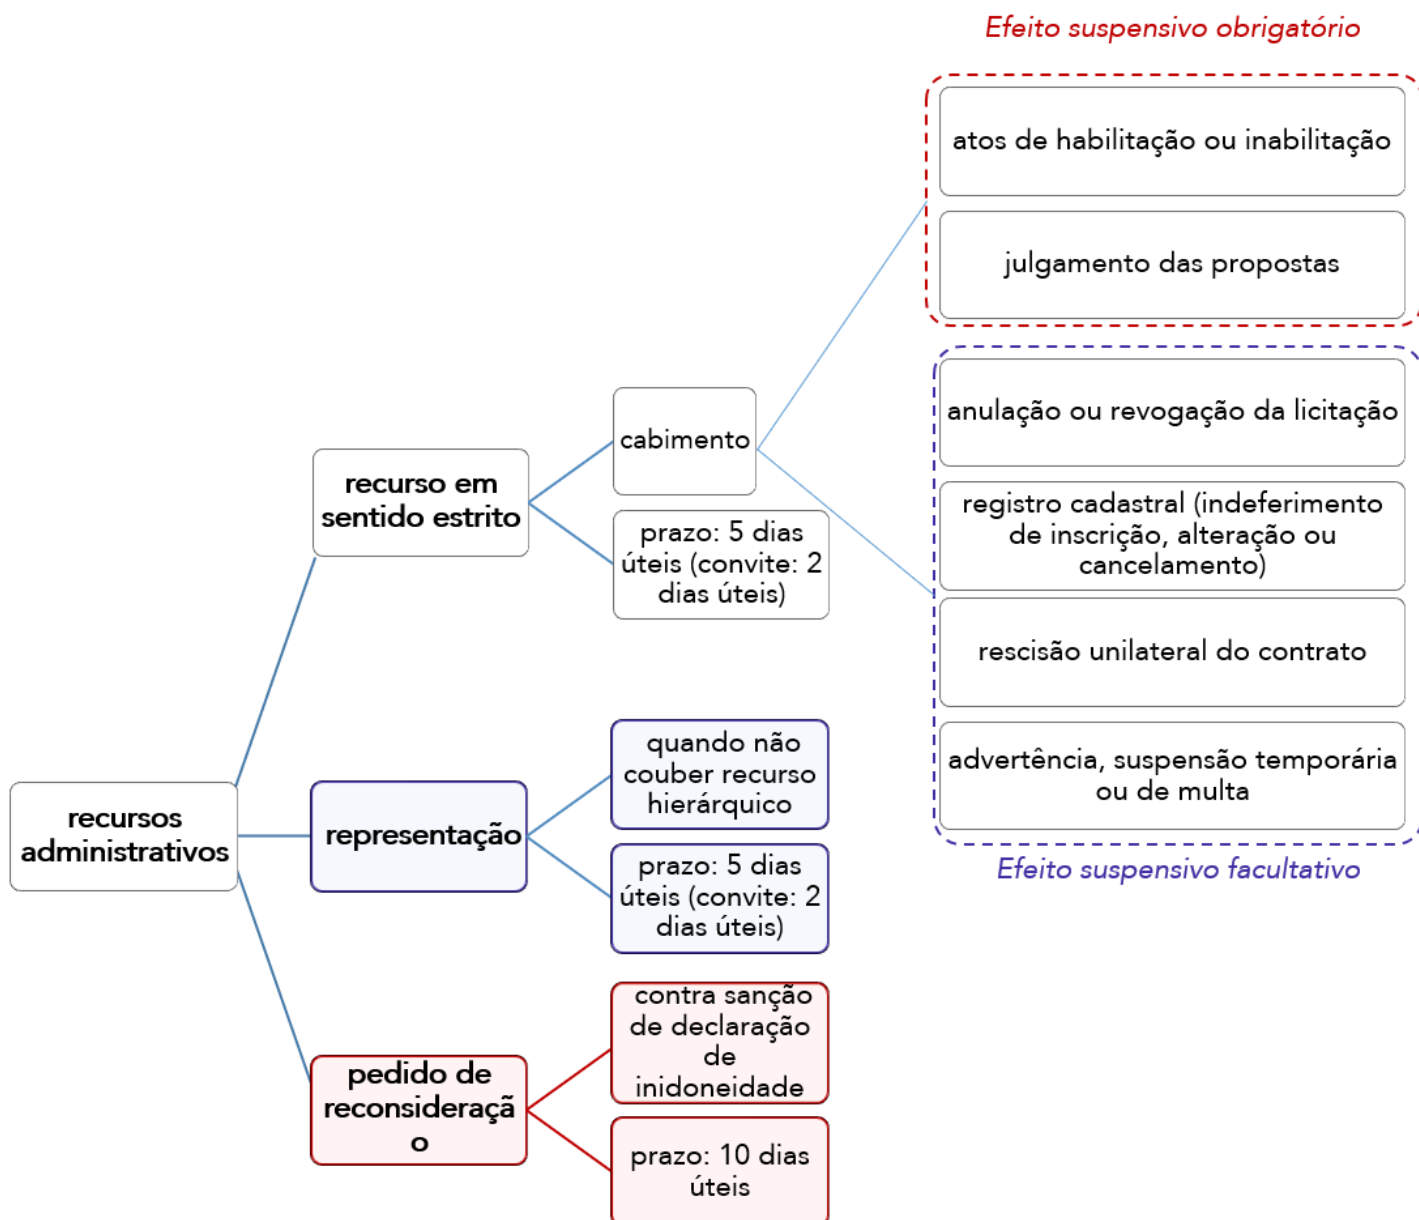 Efeito suspensivo obrigatório
atos de habilitação ou inabilitação
julgamento das propostas
anulação ou revogação da licitação
registro cadastral (indeferimento
de inscrição, alteração ou
cancelamento)
rescisão unilateral do contrato
advertência, suspensão temporária
ou de multa
Efeito suspensivo facultativo
cabimento
recurso em
sentido estrito
prazo: 5 dias
úteis (convite: 2
dias úteis)
quando não
couber recurso
hierárquico
recursos
administrativos
representação
prazo: 5 dias
úteis (convite: 2
dias úteis)
contra sanção
de declaração
de
inidoneidade
pedido de
reconsideraçã
o
prazo: 10 dias
úteis